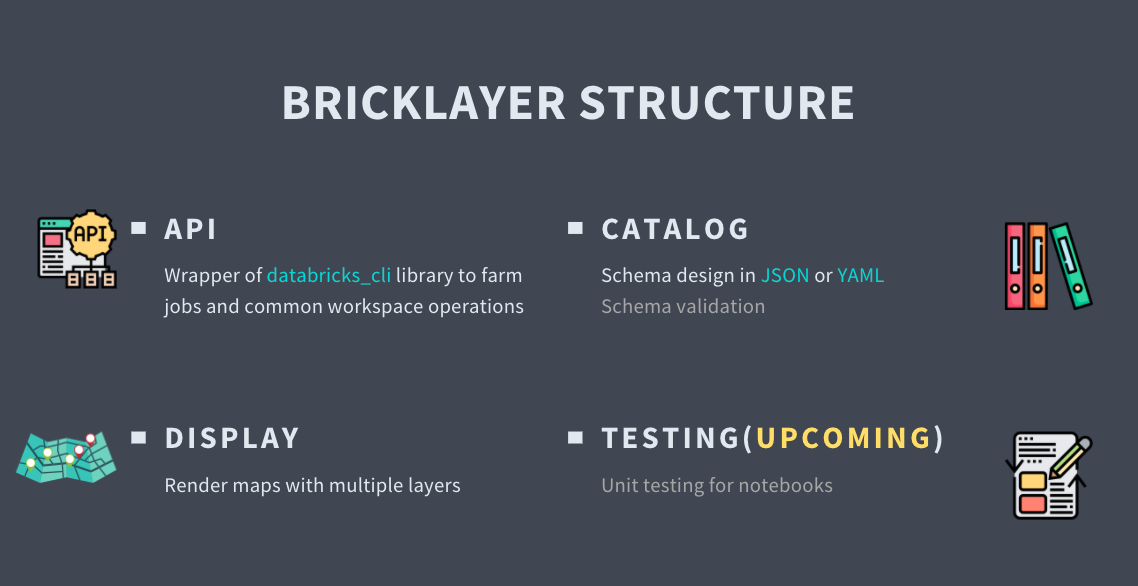 BRICKLAYER STRUCTURE
API
API
Wrapper of databricks_cli library to farm
jobs and common workspace operations
CATALOG
Schema design in JSON or YAML
Schema validation
DISPLAY
Render maps with multiple layers
TESTING(UPCOMING)
Unit testing for notebooks